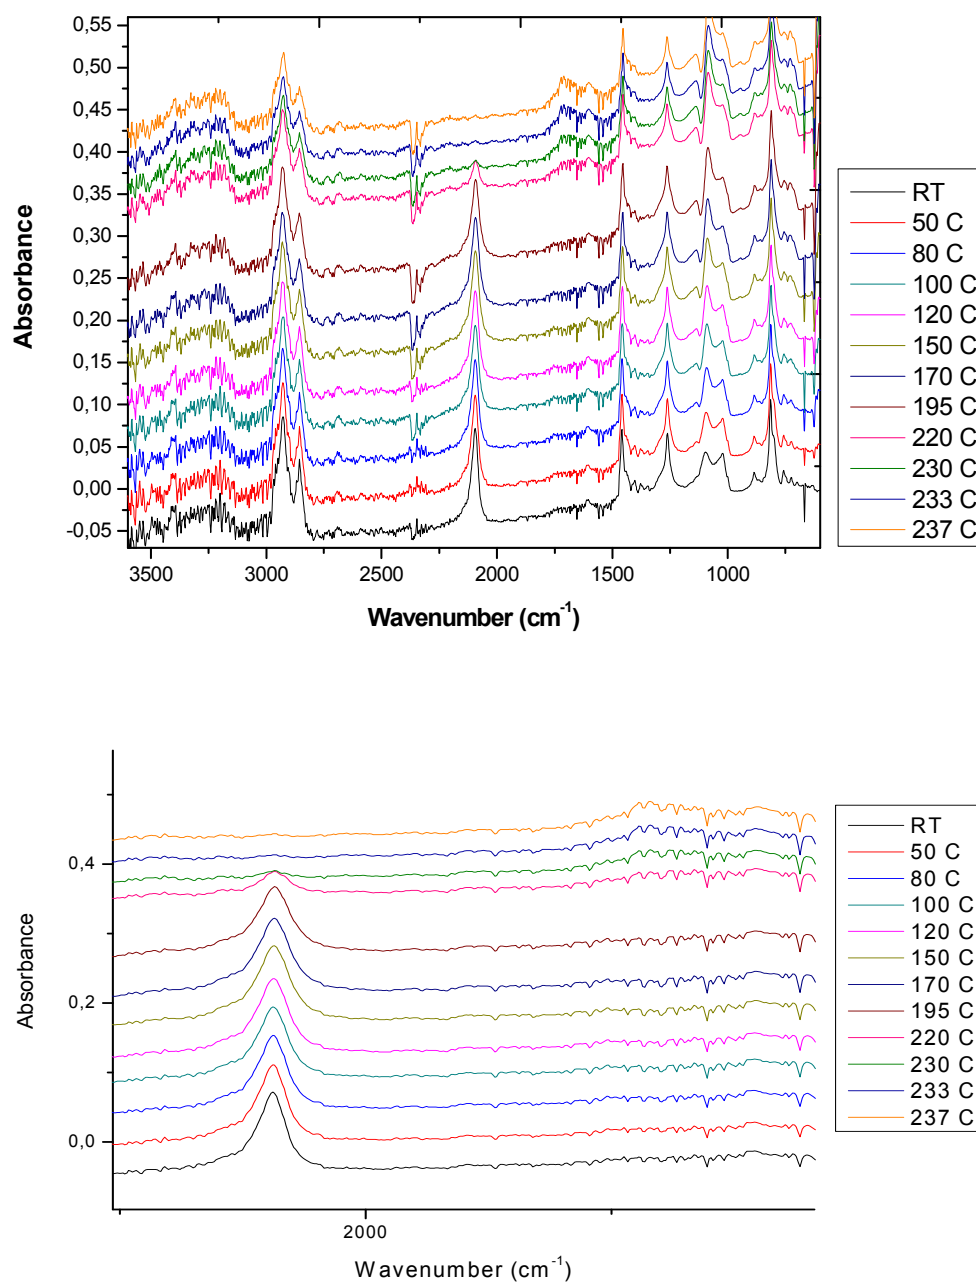 0,55
0,50
0,45
0,40
0,35
0,30
0,25
0,20
0,15
0,10
0,05
0,00
-0,05
Absorbance
3500 3000 2500 2000 1500 1000
Wavenumber (cm-1)
RT
50 C
80 C
100 C
120 C
150 C
170 C
195 C
220 C
230 C
233 C
237 C
0,4
0,2
0,0
Absorbance
2000
Wavenumber (cm-1)
RT
50 C
80 C
100 C
120 C
150 C
170 C
195 C
220 C
230 C
233 C
237 C